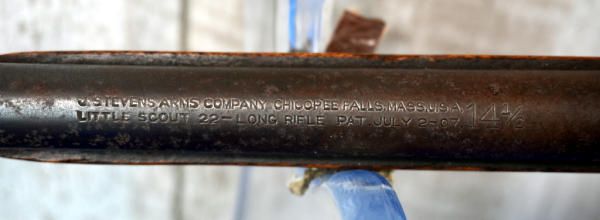 J. STEVENS ARMS COMPANY CHICOPEE FALLS, MASS. U.S.A.
LITTLE SCOUT 22-LONG RIFLE PAT. JULY 2-07 14½